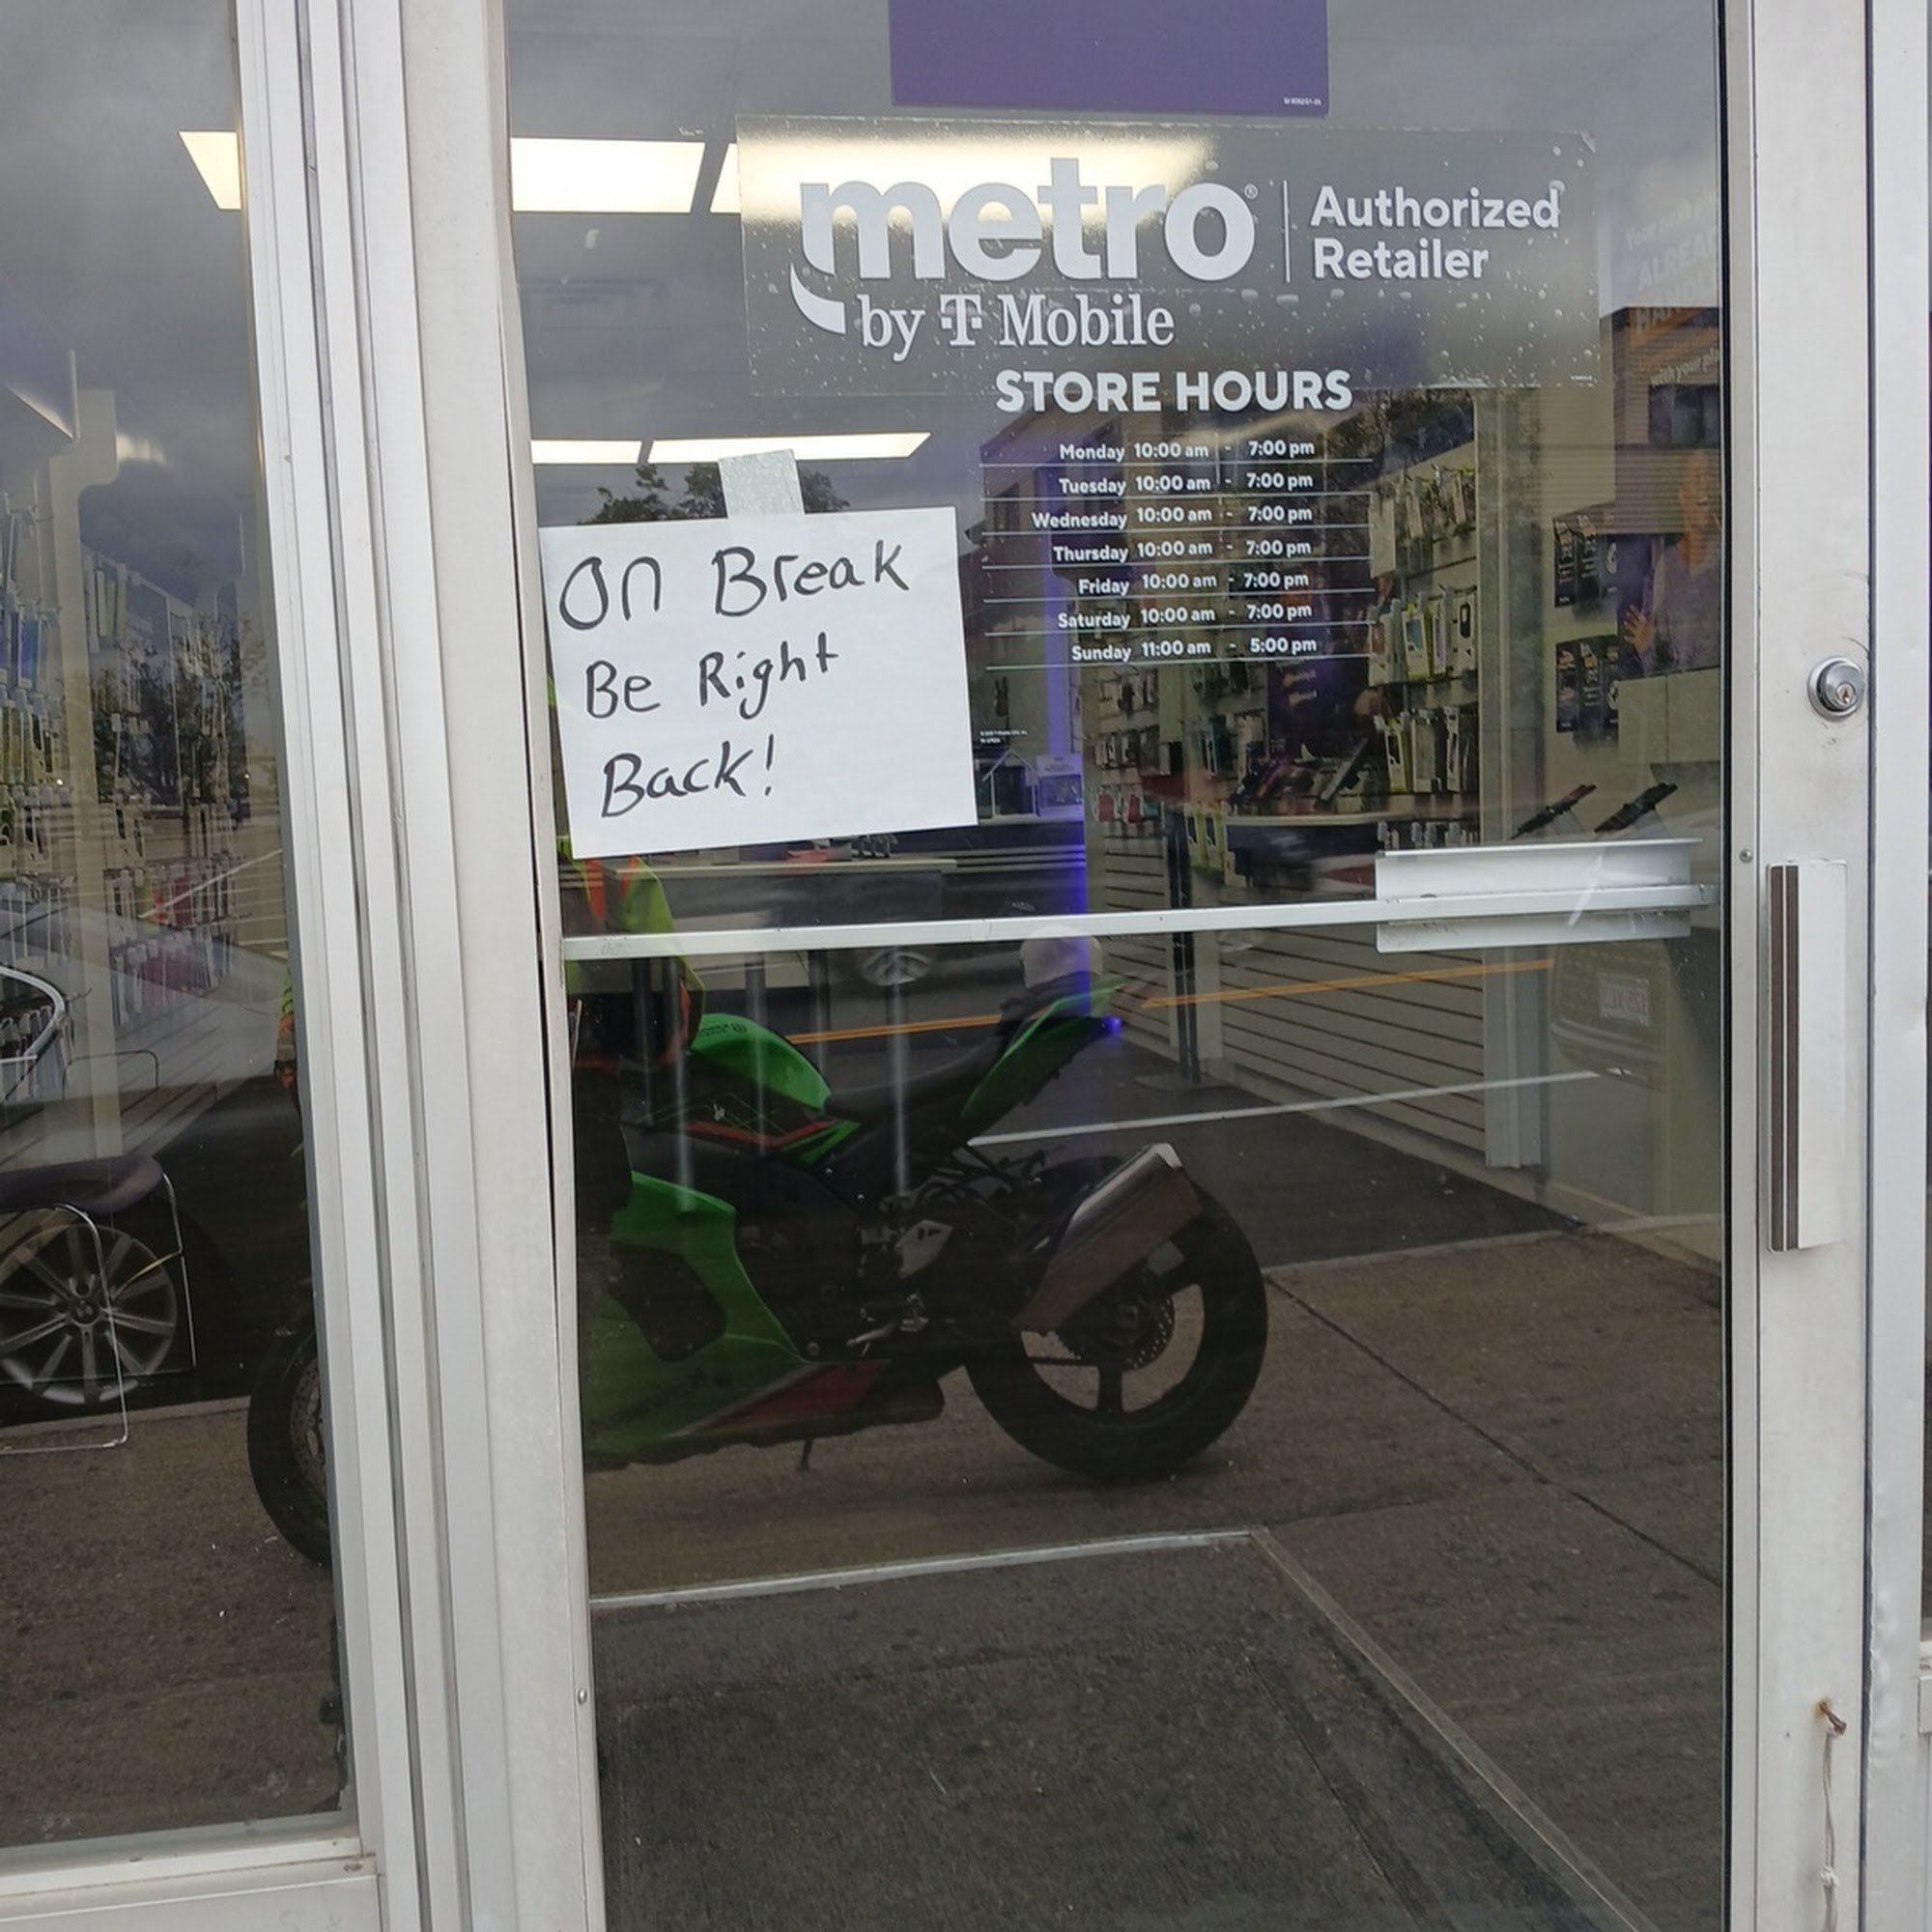 metro®
by T Mobile
Authorized
Retailer
STORE HOURS
Monday 10:00 am - 7:00 pm
Tuesday 10:00 am - 7:00 pm
Wednesday 10:00 am - 7:00 pm
Thursday 10:00 am - 7:00 pm
Friday 10:00 am - 7:00 pm
Saturday 10:00 am - 7:00 pm
Sunday 11:00 am - 5:00 pm
On Break
Be Right
Back!